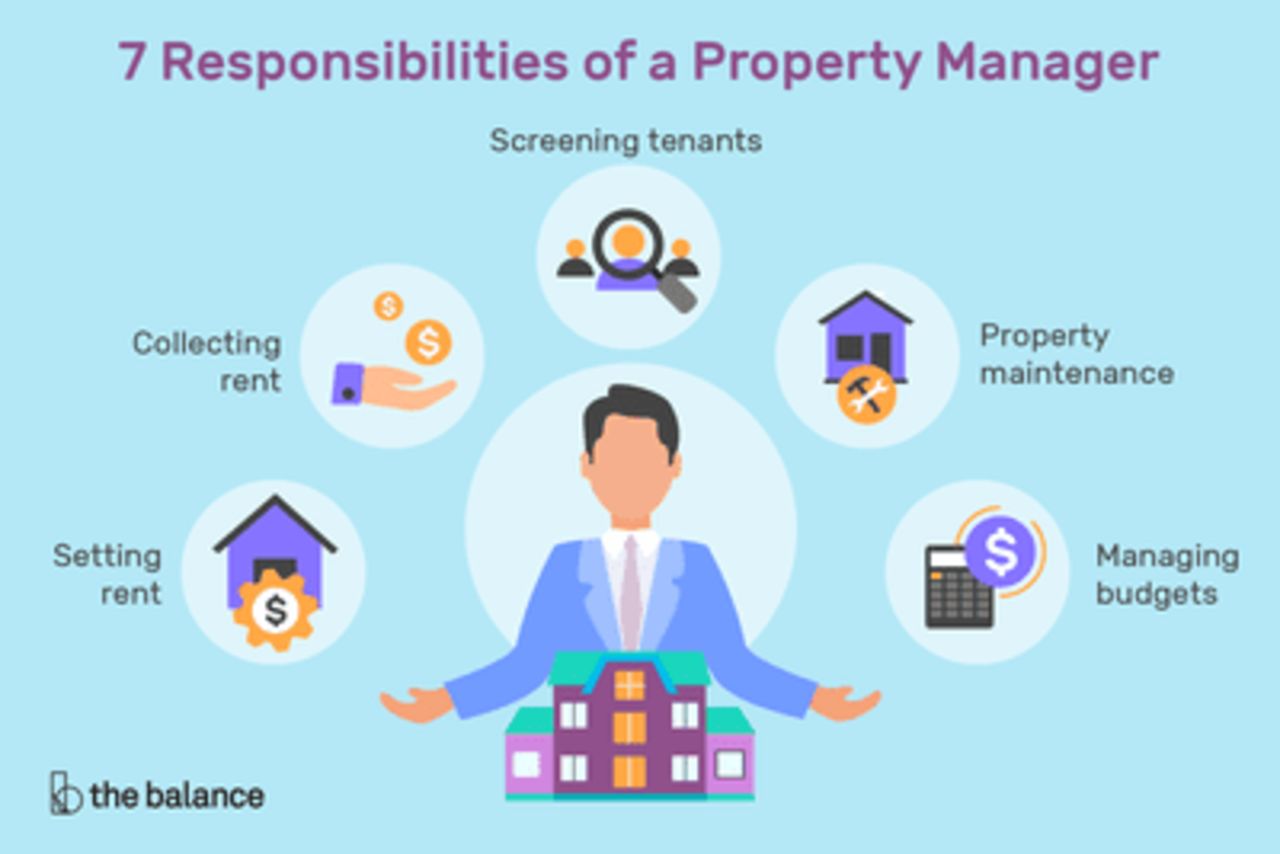 7 Responsibilities of a Property Manager
Screening tenants
Collecting
rent
Property
maintenance
Setting
rent
Managing
budgets
the balance